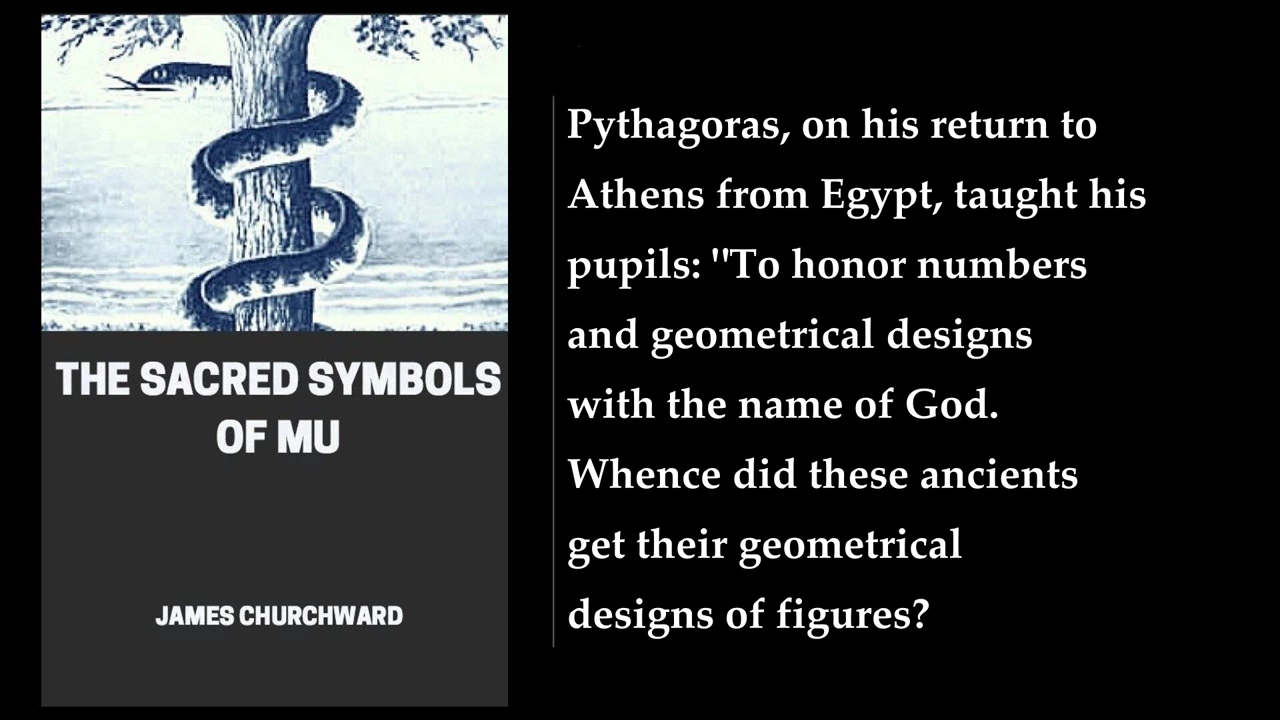 THE SACRED SYMBOLS
OF MU
JAMES CHURCHWARD
Pythagoras, on his return to
Athens from Egypt, taught his
pupils: "To honor numbers
and geometrical designs
with the name of God.
Whence did these ancients
get their geometrical
designs of figures?